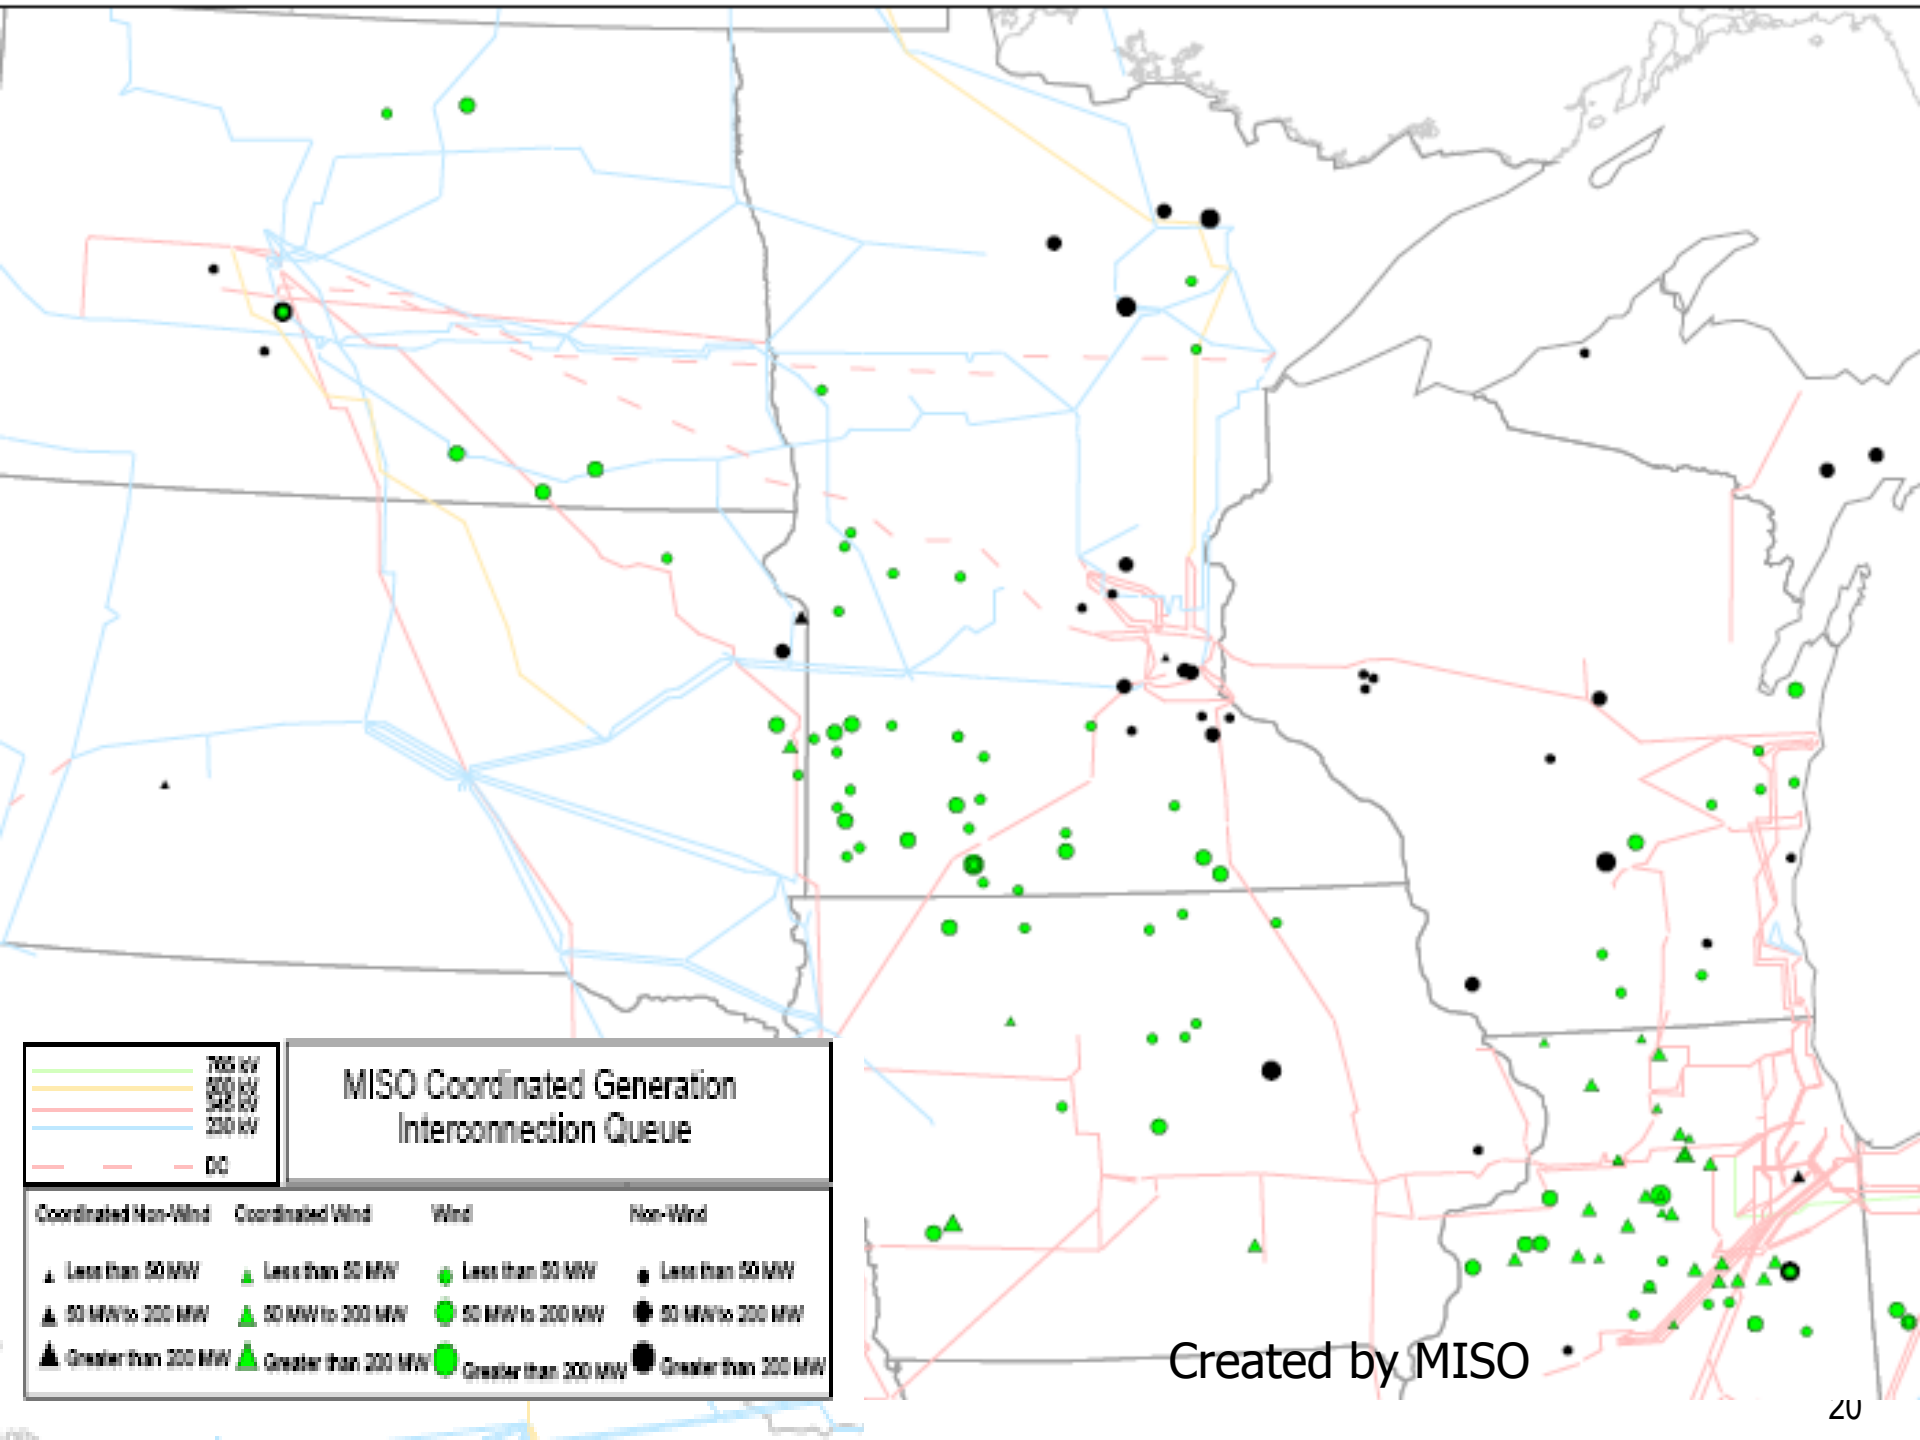 765 kV
500 kV
345 kV
230 kV
DC
MISO Coordinated Generation
Interconnection Queue
Coordinated Non-Wind Coordinated Wind Wind Non-Wind
Less than 50 MW Less than 50 MW Less than 50 MW Less than 50 MW
50 MW to 200 MW 50 MW to 200 MW 50 MW to 200 MW 50 MW to 200 MW
Greater than 200 MW Greater than 200 MW Greater than 200 MW Greater than 200 MW
Created by MISO
20